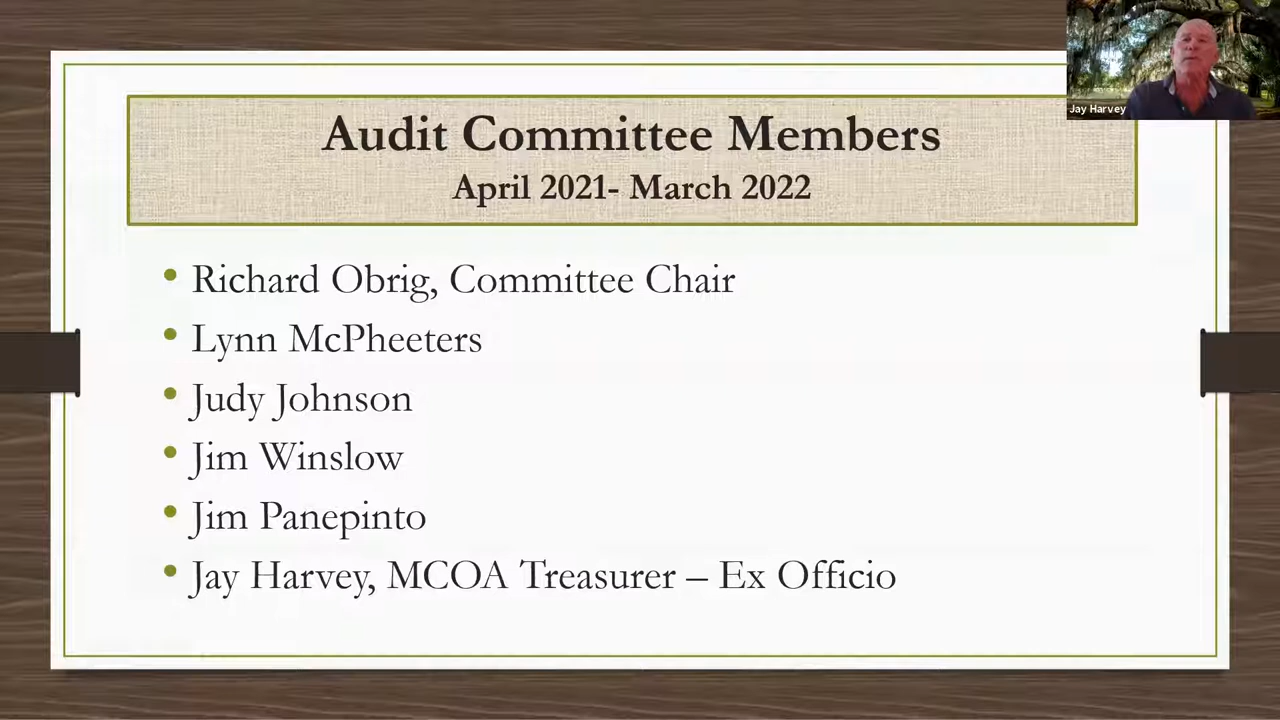 Jay Harvey
Audit Committee Members
April 2021- March 2022
• Richard Obrig, Committee Chair
• Lynn McPheeters
• Judy Johnson
• Jim Winslow
• Jim Panepinto
• Jay Harvey, MCOA Treasurer – Ex Officio